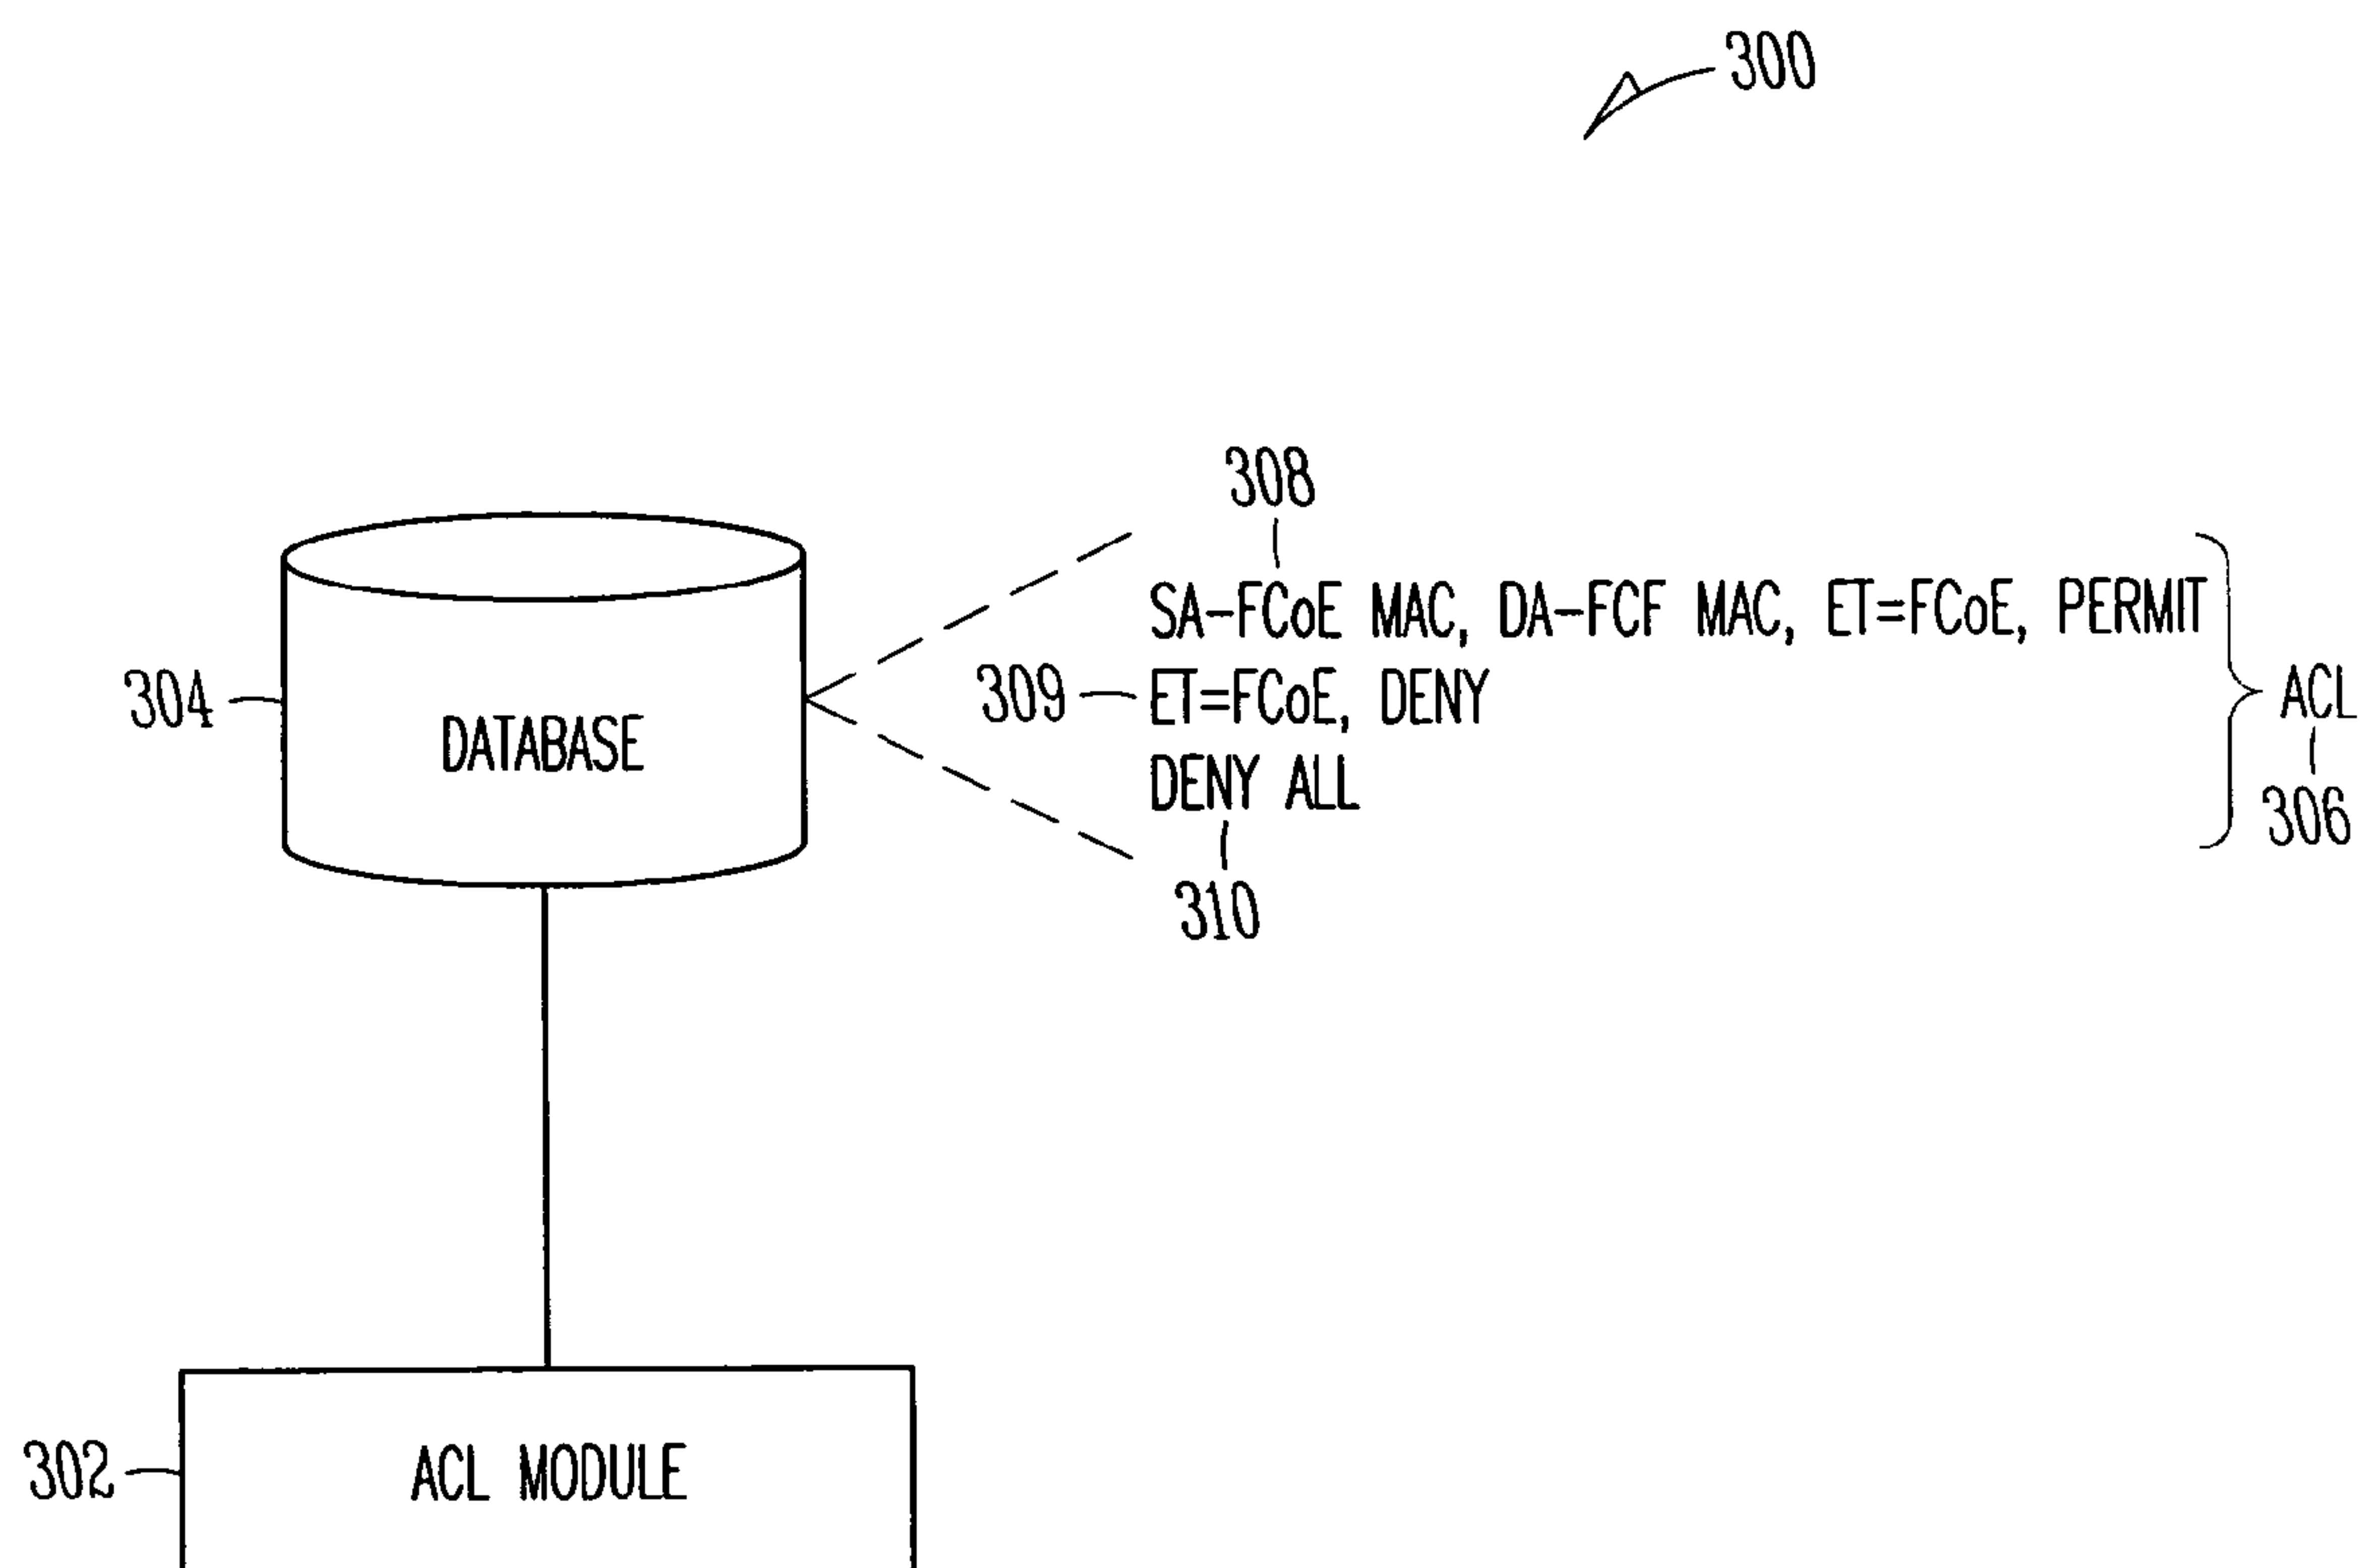 300
308
SA-FCoE MAC, DA-FCF MAC, ET=FCoE, PERMIT
304
309
ET=FCoE, DENY
ACL
DATABASE
DENY ALL
306
310
302
ACL MODULE